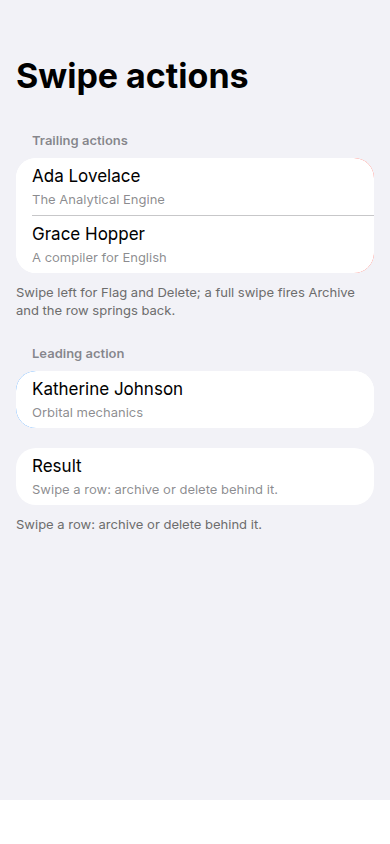 Swipe actions
Trailing actions
Ada Lovelace
The Analytical Engine
Grace Hopper
A compiler for English
Swipe left for Flag and Delete; a full swipe fires Archive
and the row springs back.
Leading action
Katherine Johnson
Orbital mechanics
Result
Swipe a row: archive or delete behind it.
Swipe a row: archive or delete behind it.